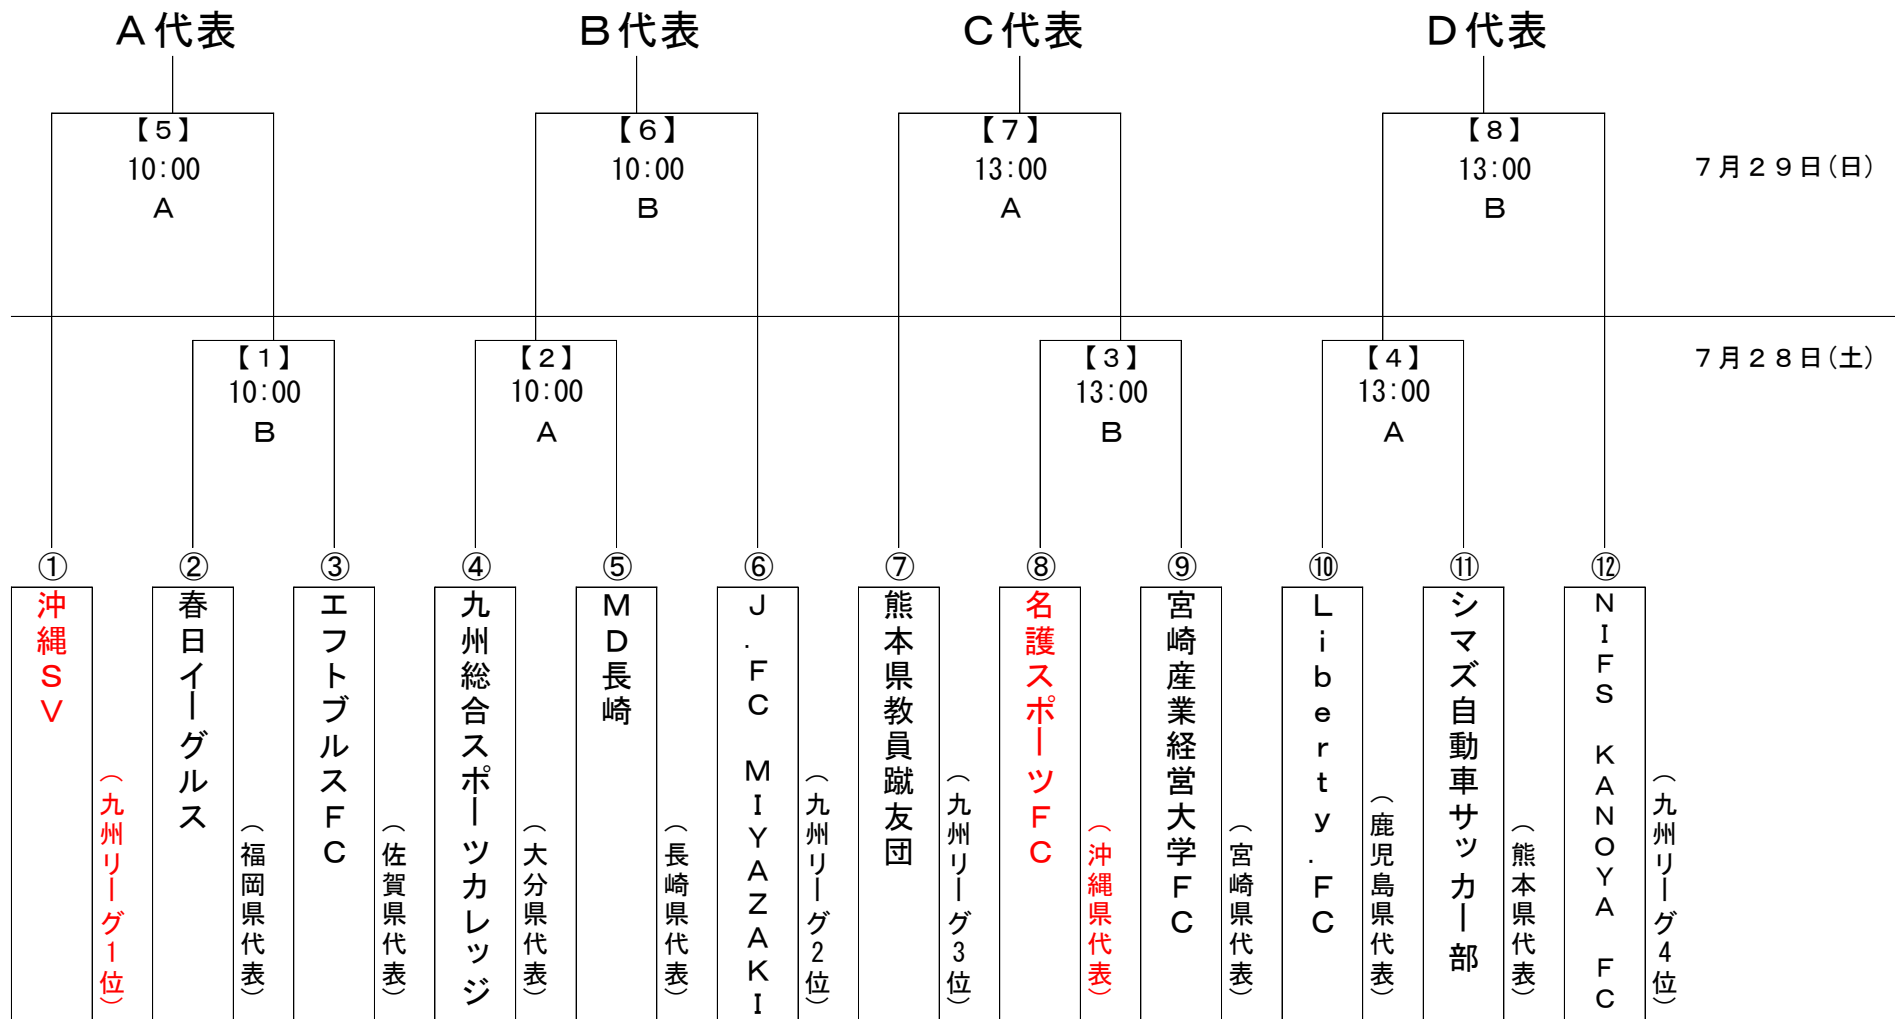 A代表
B代表
C代表
D代表
【5】
10:00
A
【6】
10:00
B
【7】
13:00
A
【8】
13:00
B
7月29日(日)
【1】
10:00
B
【2】
10:00
A
【3】
13:00
B
【4】
13:00
A
7月28日(土)
①
沖縄SV
(九州リーグ1位)
②
春日イーグルス
(福岡県代表)
③
エフトブルスFC
(佐賀県代表)
④
九州総合スポーツカレッジ
(大分県代表)
⑤
MD長崎
(長崎県代表)
⑥
J.FC MIYAZAKI
(九州リーグ2位)
⑦
熊本県教員蹴友団
(九州リーグ3位)
⑧
名護スポーツFC
(沖縄県代表)
⑨
宮崎産業経営大学FC
(宮崎県代表)
⑩
Liberty.FC
(鹿児島県代表)
⑪
シマズ自動車サッカー部
(熊本県代表)
⑫
NIFS KANOYA FC
(九州リーグ4位)